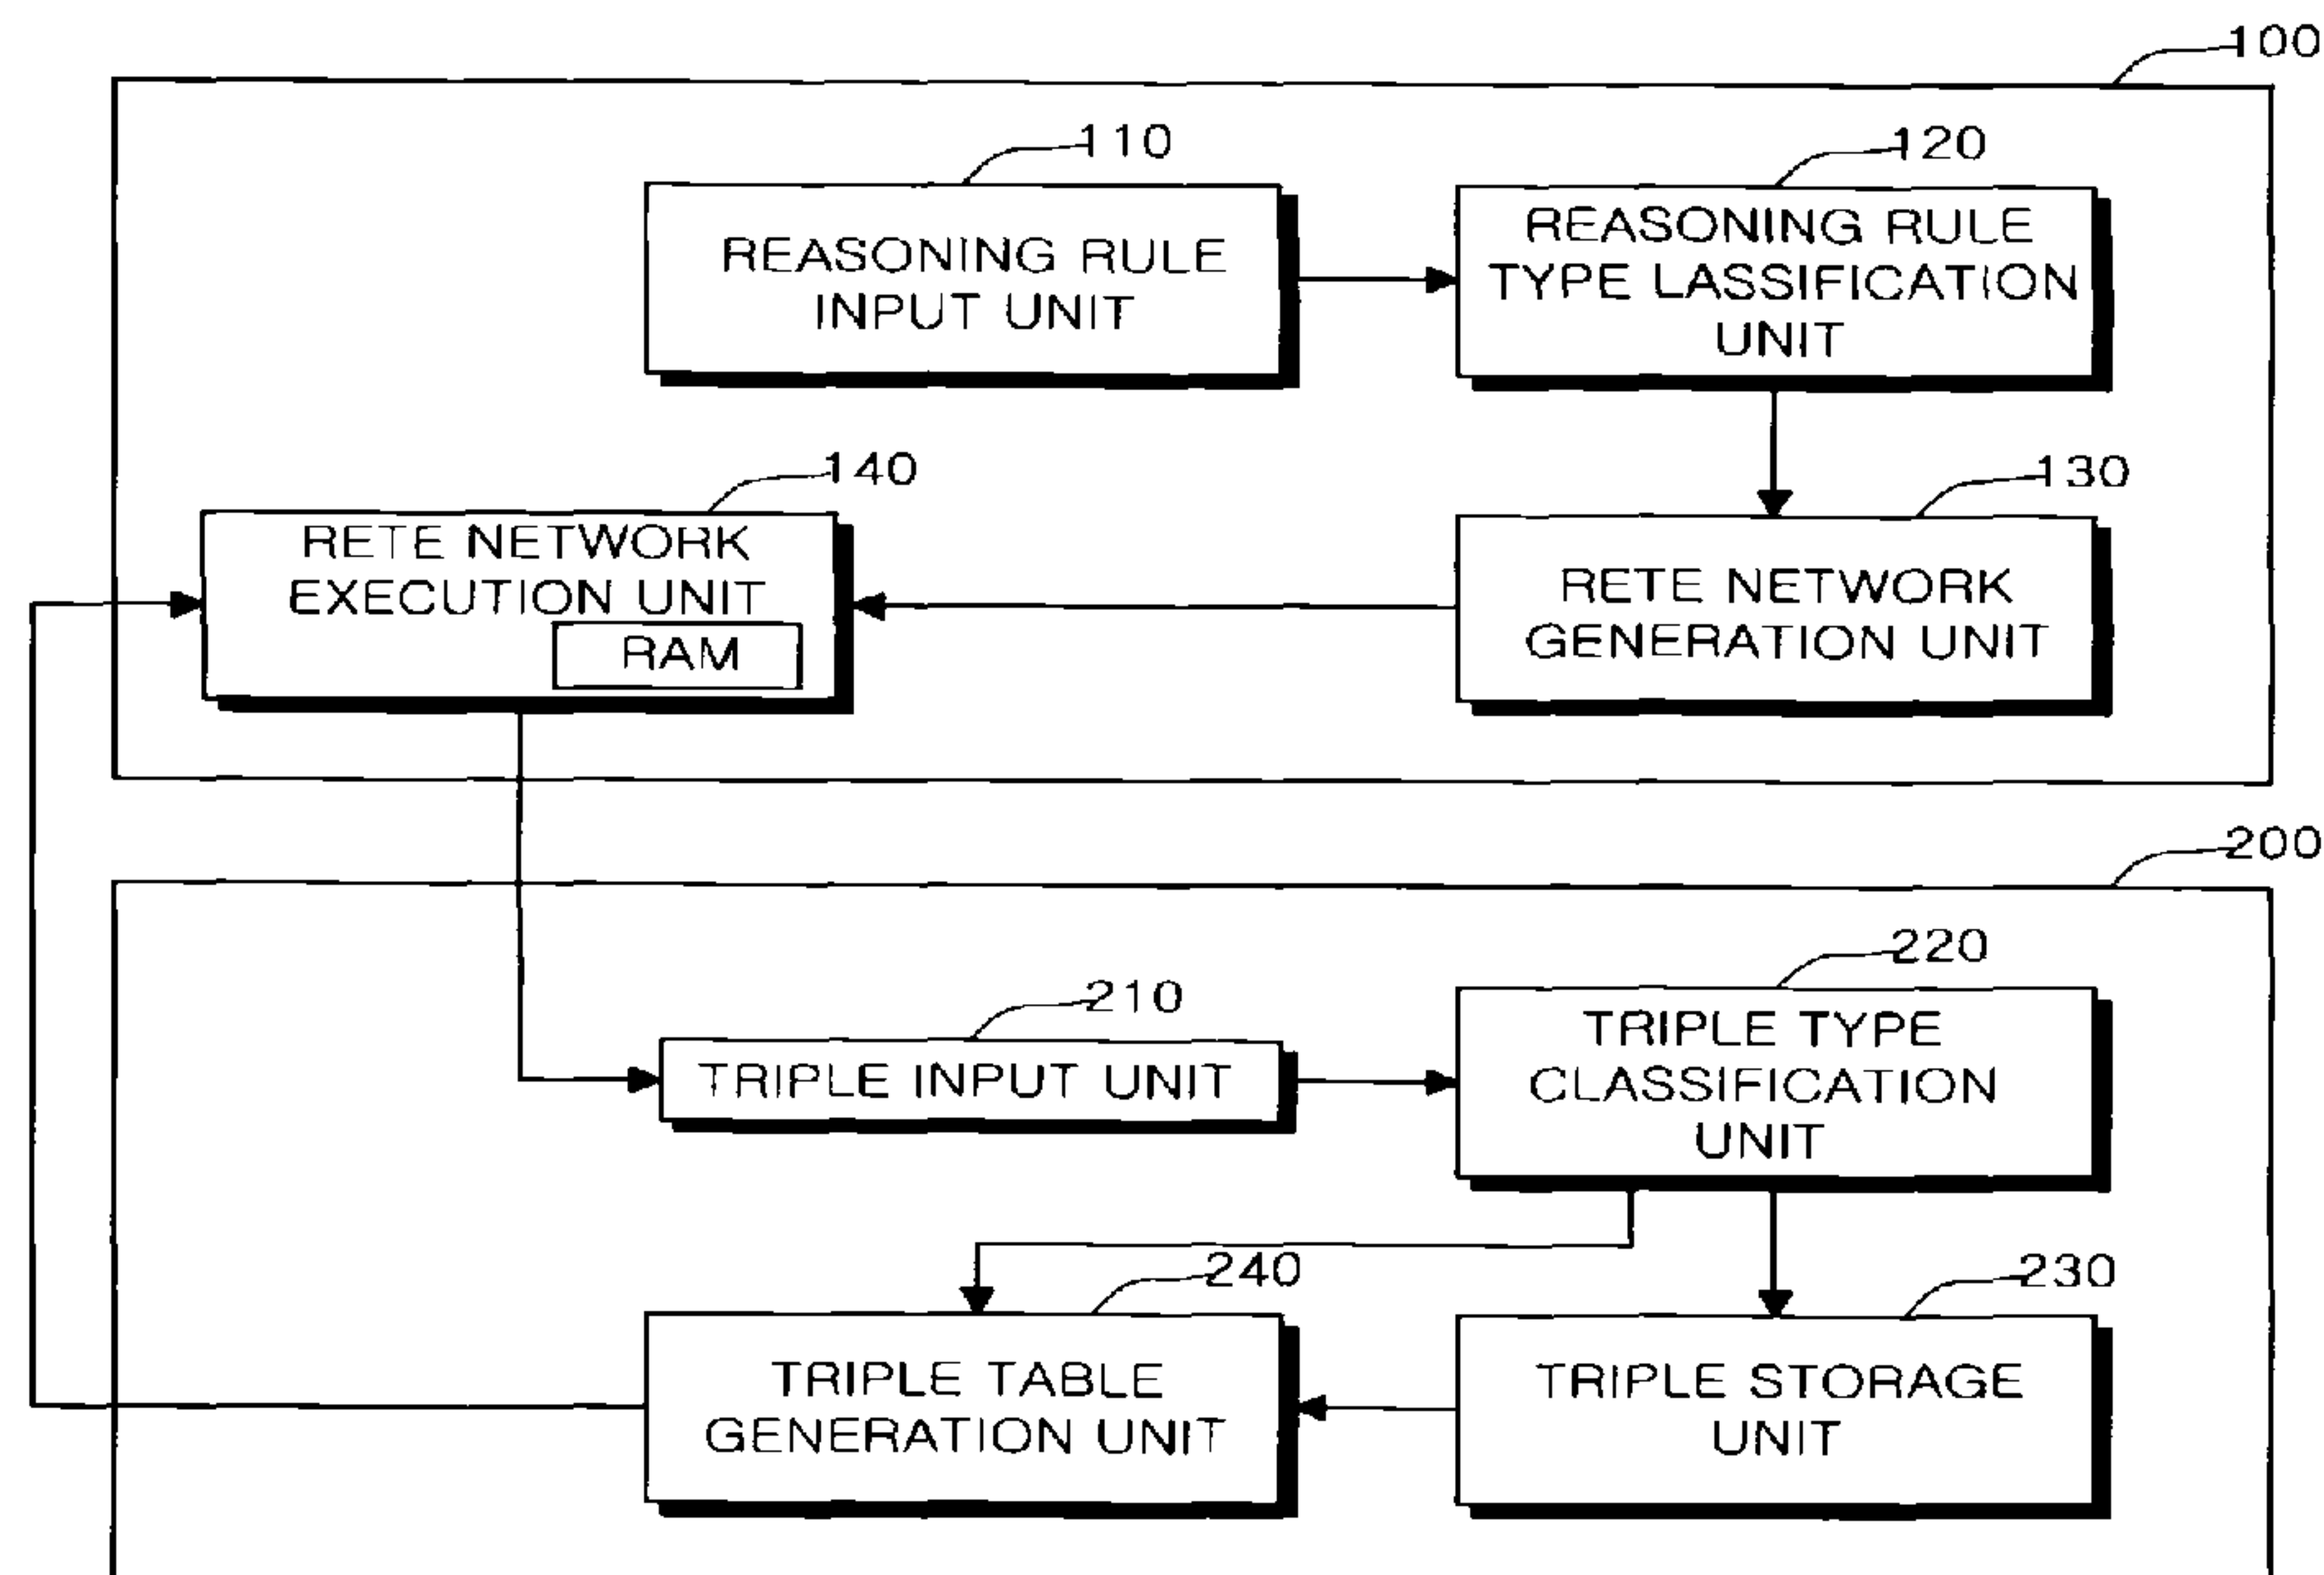 100
110
120
REASONING RULE
INPUT UNIT
REASONING RULE
TYPE LASSIFICATION
UNIT
140
130
RETE NETWORK
EXECUTION UNIT
RAM
RETE NETWORK
GENERATION UNIT
200
210
220
TRIPLE INPUT UNIT
TRIPLE TYPE
CLASSIFICATION
UNIT
240
230
TRIPLE TABLE
GENERATION UNIT
TRIPLE STORAGE
UNIT